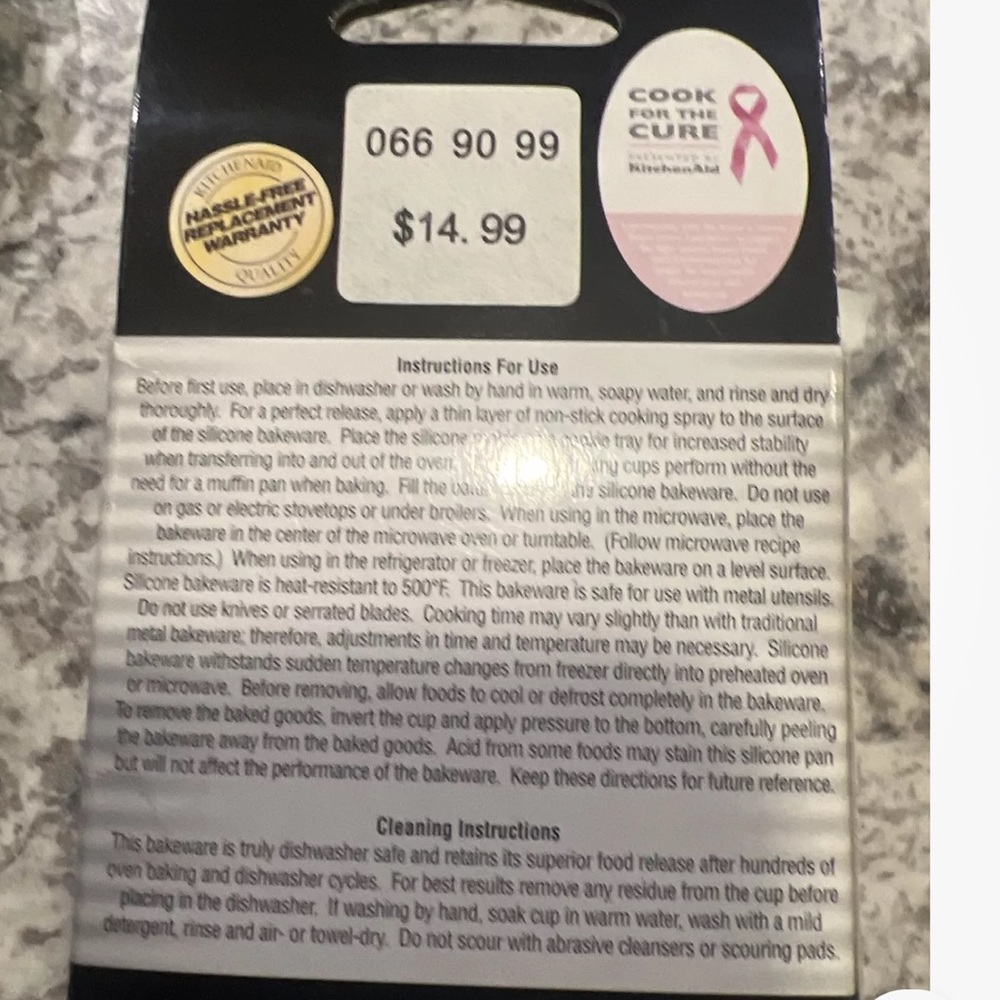 066 90 99
$14. 99
KITCHENAID
HASSLE-FREE
REPLACEMENT
WARRANTY
QUALITY
COOK
FOR THE
CURE
PRESENTED BY
KitchenAid
Instructions For Use
Before first use, place in dishwasher or wash by hand in warm, soapy water, and rinse and dry
thoroughly. For a perfect release, apply a thin layer of non-stick cooking spray to the surface
of the silicone bakeware. Place the silicone a cookie tray for increased stability
when transferring into and out of the oven. cups perform without the
need for a muffin pan when baking. Fill the silicone bakeware. Do not use
on gas or electric stovetops or under broilers. When using in the microwave, place the
bakeware in the center of the microwave oven or turntable. (Follow microwave recipe
instructions.) When using in the refrigerator or freezer, place the bakeware on a level surface.
Silicone bakeware is heat-resistant to 500°F. This bakeware is safe for use with metal utensils.
Do not use knives or serrated blades. Cooking time may vary slightly than with traditional
metal bakeware; therefore, adjustments in time and temperature may be necessary. Silicone
bakeware withstands sudden temperature changes from freezer directly into preheated oven
or microwave. Before removing, allow foods to cool or defrost completely in the bakeware.
To remove the baked goods, invert the cup and apply pressure to the bottom, carefully peeling
the bakeware away from the baked goods. Acid from some foods may stain this silicone pan
but will not affect the performance of the bakeware. Keep these directions for future reference.
Cleaning Instructions
This bakeware is truly dishwasher safe and retains its superior food release after hundreds of
oven baking and dishwasher cycles. For best results remove any residue from the cup before
placing in the dishwasher. If washing by hand, soak cup in warm water, wash with a mild
detergent, rinse and air- or towel-dry. Do not scour with abrasive cleansers or scouring pads.